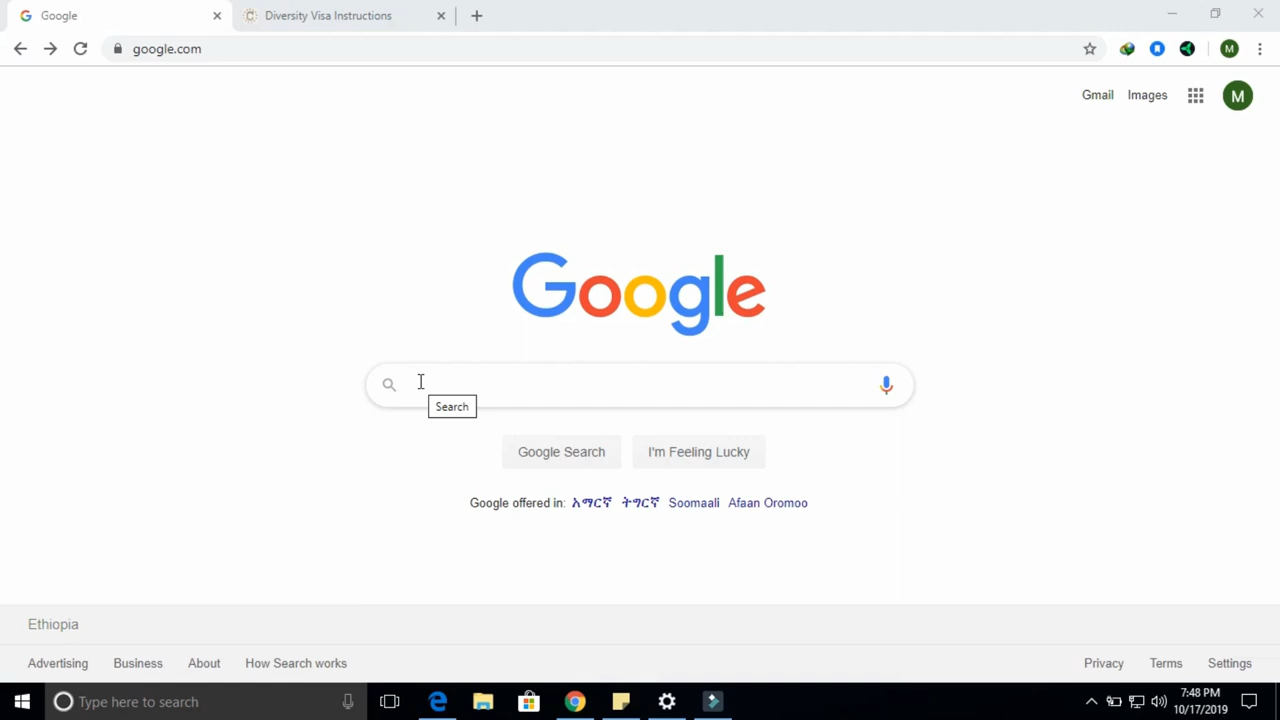 Google
Diversity Visa Instructions
google.com
M
Gmail
Images
M
Google
Search
Google Search
I'm Feeling Lucky
Google offered in: አማርኛ ትግርኛ Soomaali Afaan Oromoo
Ethiopia
Advertising
Business
About
How Search works
Privacy
Terms
Settings
Type here to search
7:48 PM
10/17/2019